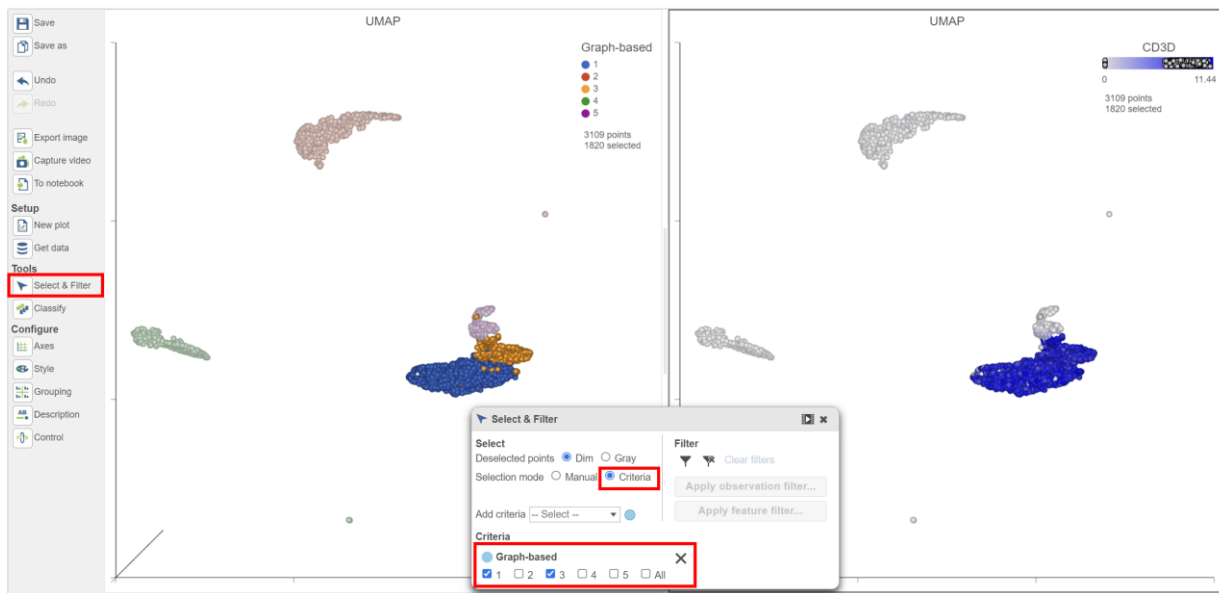 Save
Save as
Undo
Redo
Export image
Capture video
To notebook
Setup
New plot
Get data
Tools
Select & Filter
Classify
Configure
Axes
Style
Grouping
Description
Control
UMAP
Graph-based
1
2
3
4
5
3109 points
1820 selected
UMAP
CD3D
0 11.44
3109 points
1820 selected
Select & Filter
Select
Deselected points Dim Gray
Selection mode Manual Criteria
Add criteria -- Select --
Filter
Clear filters
Apply observation filter...
Apply feature filter...
Criteria
Graph-based
1 2 3 4 5 All